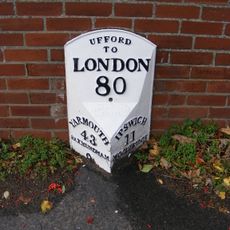 UFFORD
TO
LONDON
80
YARMOUTH
43
IPSWICH
11